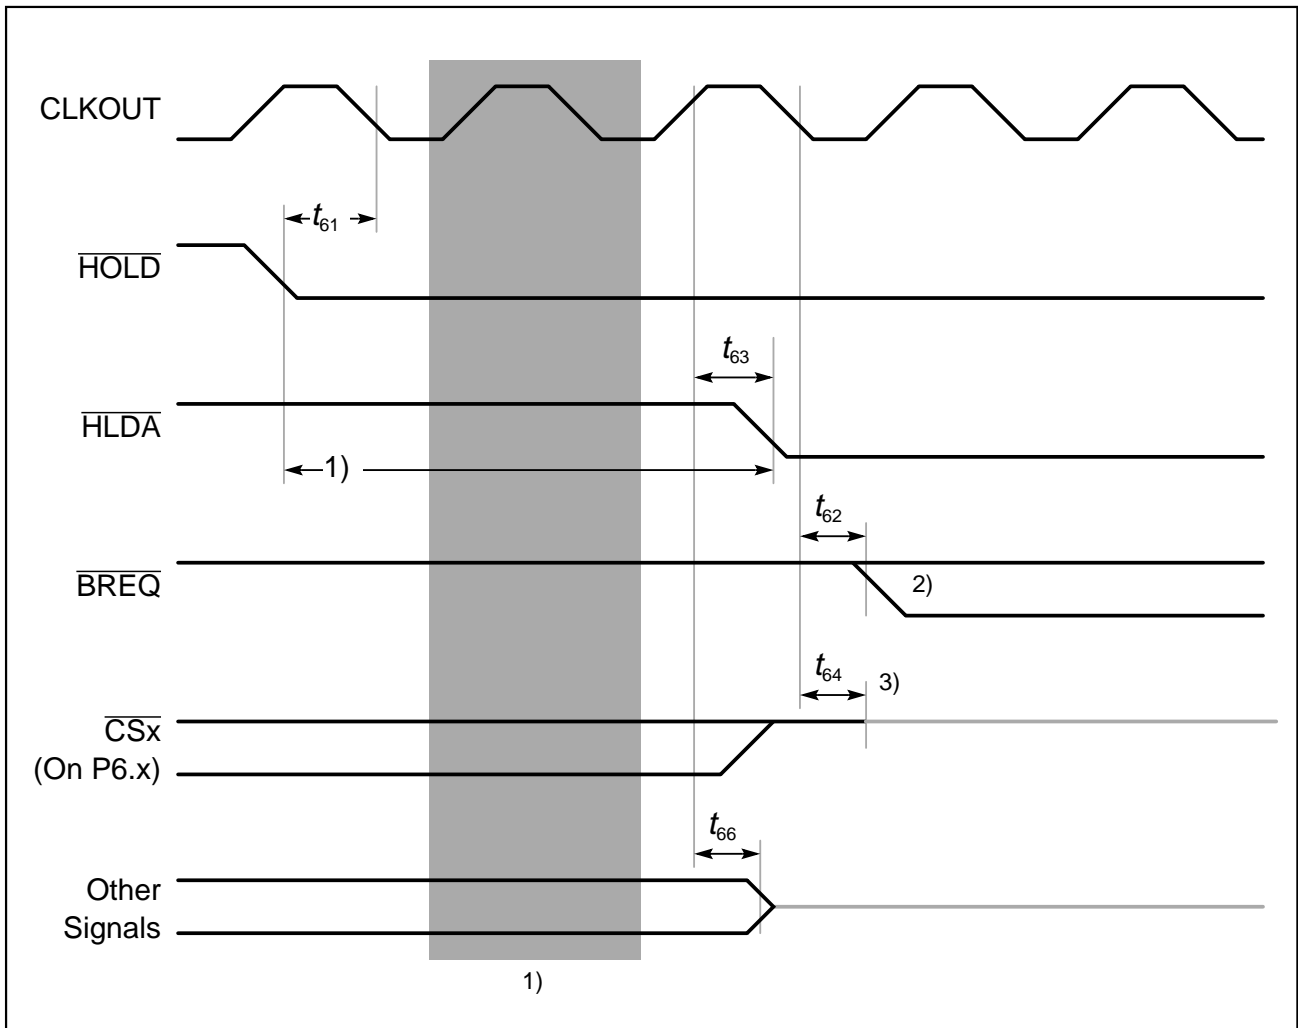 CLKOUT
t61
HOLD
t63
HLDA
1)
t62
BREQ
2)
t64
3)
CSx
(On P6.x)
t66
Other
Signals
1)